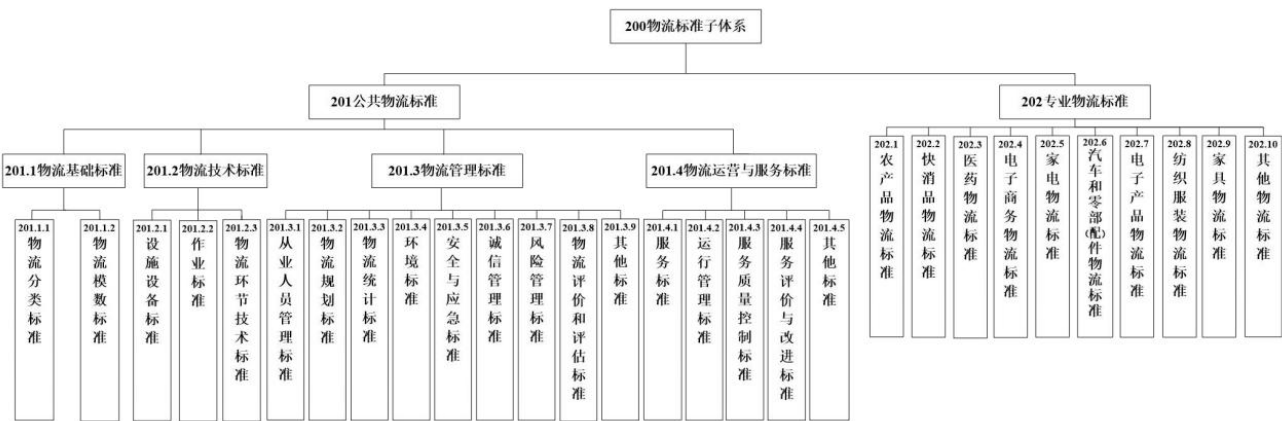 200物流标准子体系
201公共物流标准
202专业物流标准
201.1物流基础标准
201.2物流技术标准
201.3物流管理标准
201.4物流运营与服务标准
201.1.1物流分类标准
201.1.2物流模数标准
201.2.1设施设备标准
201.2.2作业标准
201.2.3物流环节技术标准
201.3.1从业人员管理标准
201.3.2物流规划标准
201.3.3物流统计标准
201.3.4环境标准
201.3.5安全与应急标准
201.3.6诚信管理标准
201.3.7风险管理标准
201.3.8物流评价和评估标准
201.3.9其他标准
201.4.1服务标准
201.4.2运行管理标准
201.4.3服务质量控制标准
201.4.4服务评价与改进标准
201.4.5其他标准
202.1农产品物流标准
202.2快消品物流标准
202.3医药物流标准
202.4电子商务物流标准
202.5家电物流标准
202.6汽车和零部(配)件物流标准
202.7电子产品物流标准
202.8纺织服装物流标准
202.9家具物流标准
202.10其他物流标准